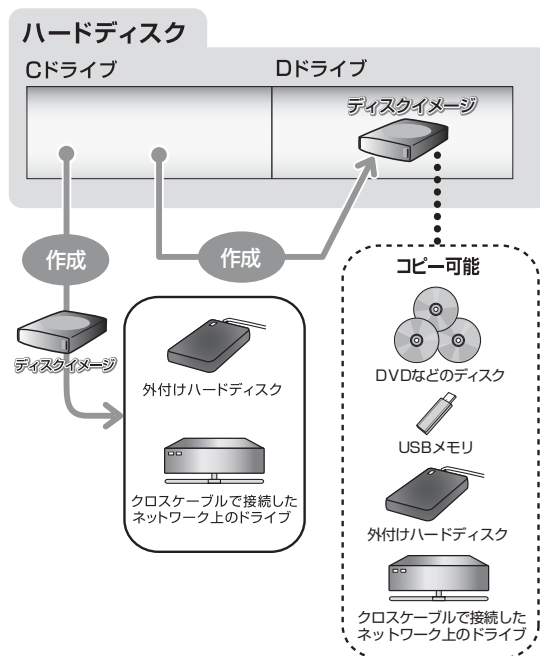 ハードディスク
Cドライブ
Dドライブ
ディスクイメージ
作成
作成
ディスクイメージ
外付けハードディスク
クロスケーブルで接続した
ネットワーク上のドライブ
コピー可能
DVDなどのディスク
USBメモリ
外付けハードディスク
クロスケーブルで接続した
ネットワーク上のドライブ